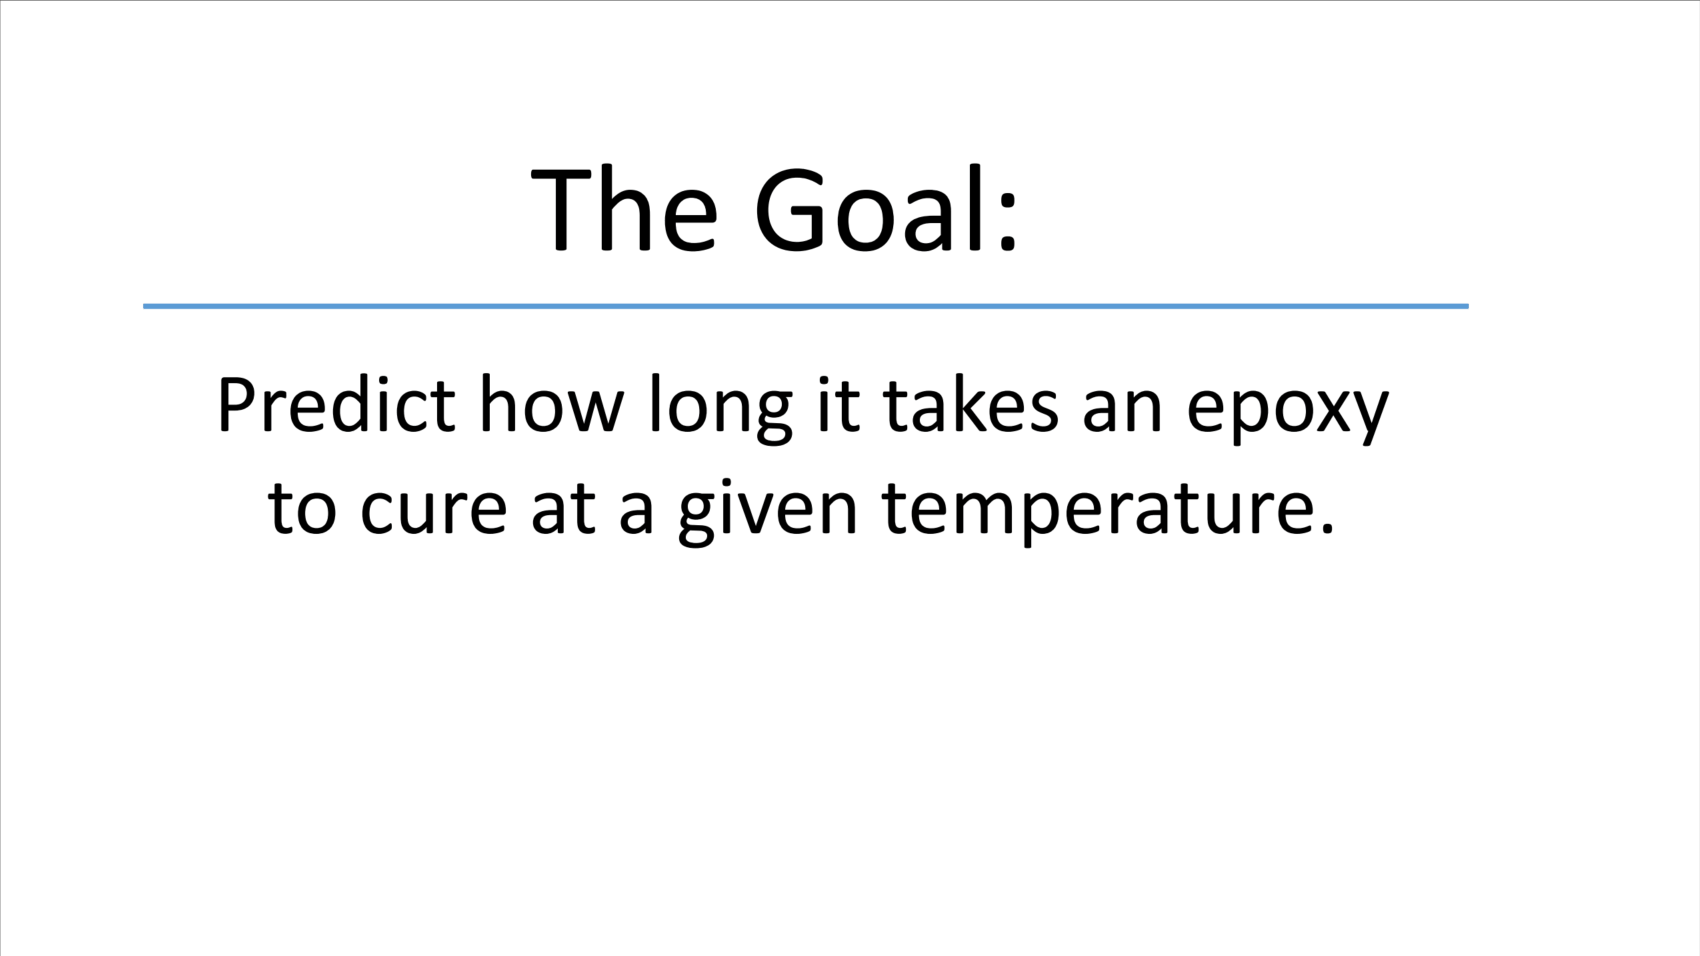 The Goal:
Predict how long it takes an epoxy
to cure at a given temperature.